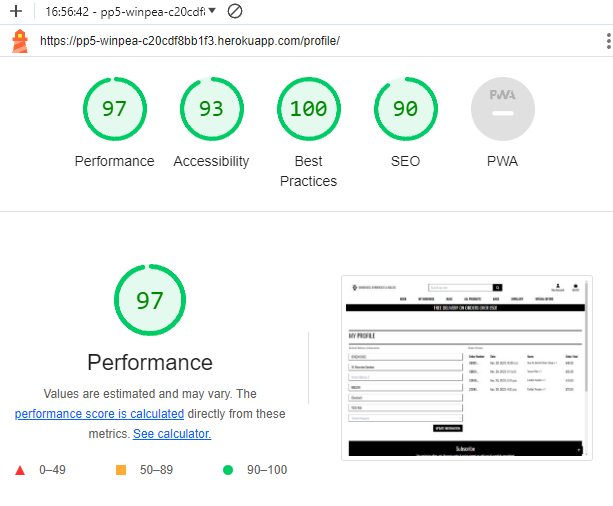 16:56:42 - pp5-winpea-c20cdf8
https://pp5-winpea-c20cdf8bb1f3.herokuapp.com/profile/
97
93
100
90
PWA
Performance
Accessibility
Best
Practices
SEO
PWA
97
Performance
Values are estimated and may vary. The
performance score is calculated directly from these
metrics. See calculator.
0–49
50–89
90–100
FREE DELIVERY ON ORDERS OVER
MY PROFILE
UPDATE INFORMATION
Subscribe